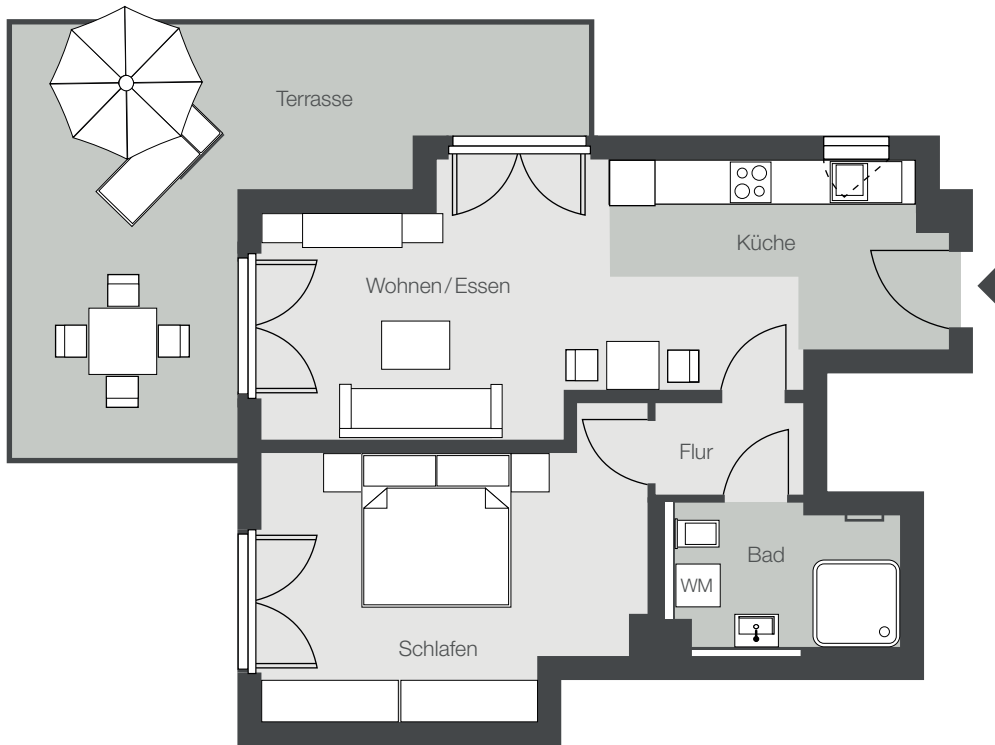 Terrasse
Küche
Wohnen/Essen
Flur
Bad
WM
Schlafen